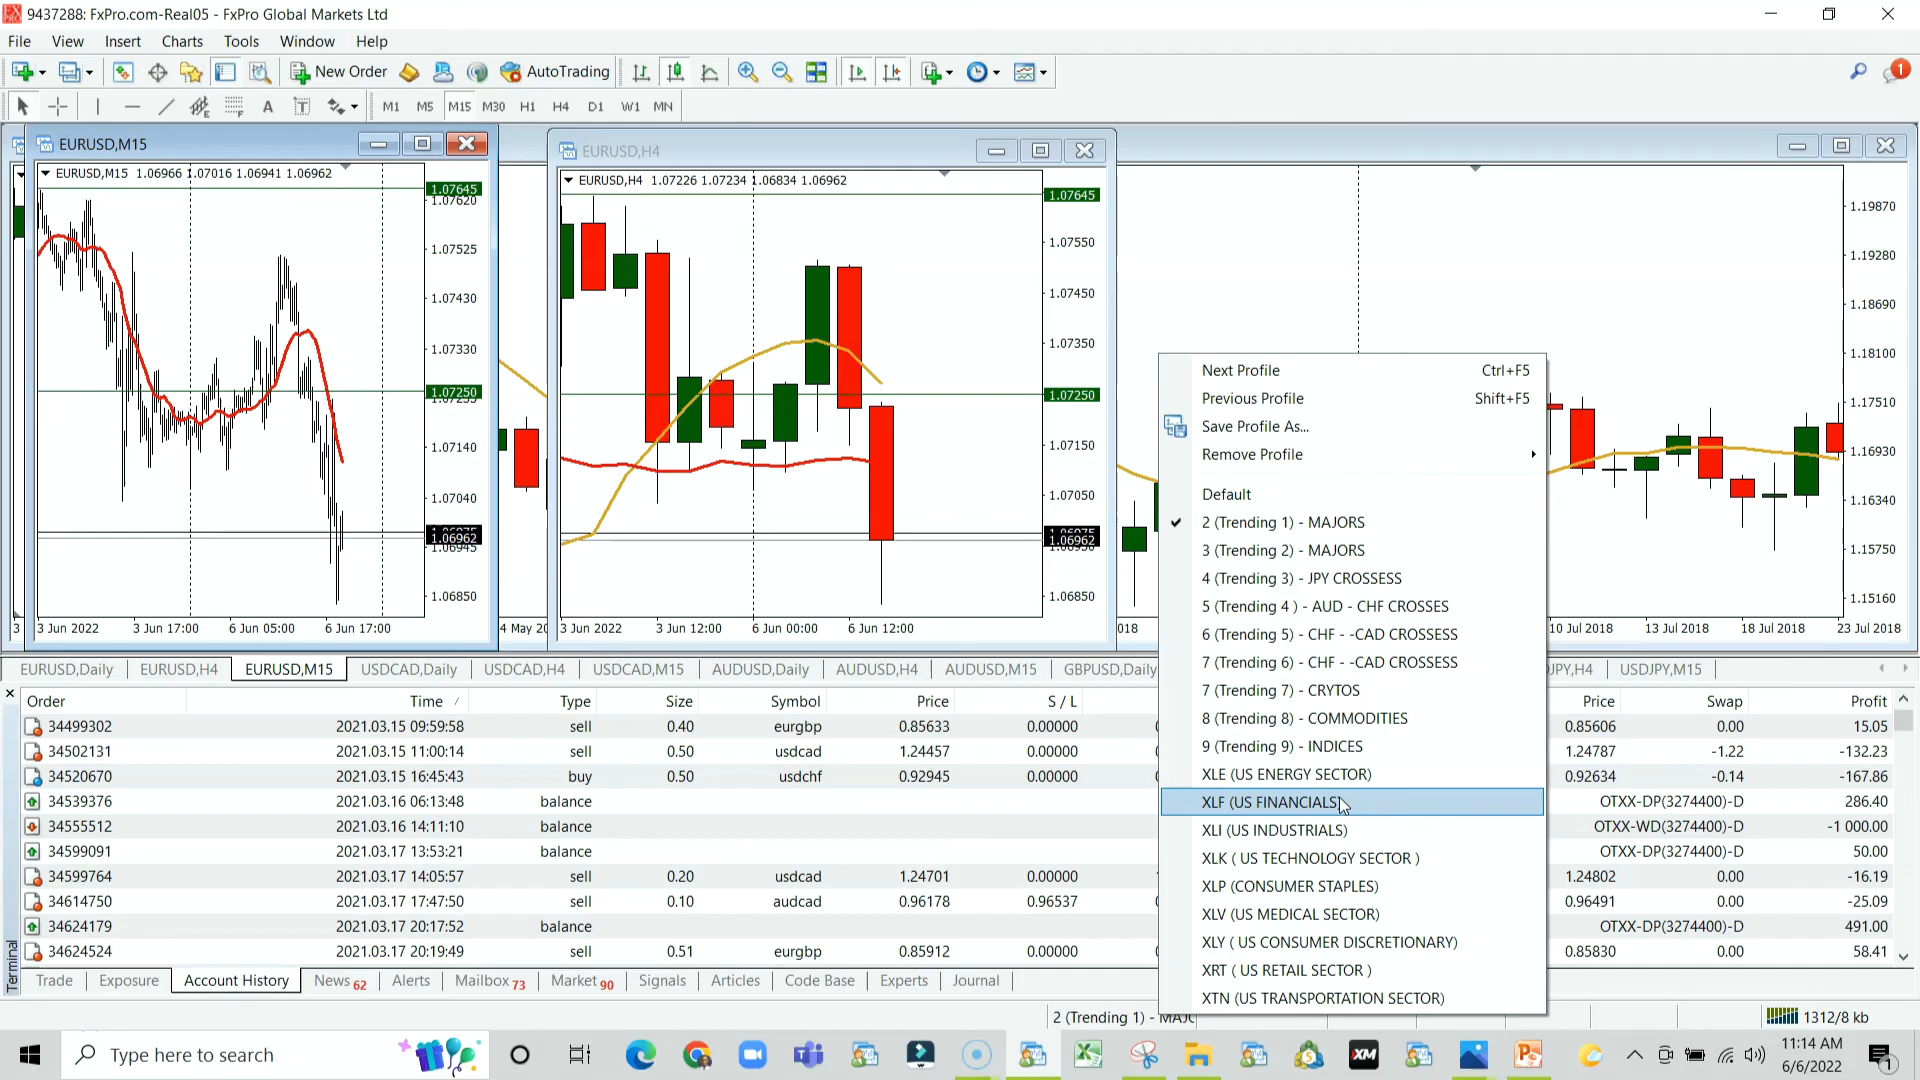 9437288: FxPro.com-Real05 - FxPro Global Markets Ltd
File View Insert Charts Tools Window Help
New Order AutoTrading 1
A T M1 M5 M15 M30 H1 H4 D1 W1 MN
EURUSD,M15
EURUSD,M15 1.06966 1.07016 1.06941 1.06962
1.07645
1.07620
1.07525
1.07430
1.07330
1.07250
1.07235
1.07140
1.07040
1.06975
1.06962
1.06945
1.06850
3 3 Jun 2022 3 Jun 17:00 6 Jun 05:00 6 Jun 17:00
EURUSD,H4
EURUSD,H4 1.07226 1.07234 1.06834 1.06962
1.07645
1.07550
1.07450
1.07350
1.07250
1.07150
1.07050
1.06975
1.06962
1.06950
1.06850
4 May 20 3 Jun 2022 3 Jun 12:00 6 Jun 00:00 6 Jun 12:00
1.19870
1.19280
1.18690
1.18100
1.17510
1.16930
1.16340
1.15750
1.15160
018 10 Jul 2018 13 Jul 2018 18 Jul 2018 23 Jul 2018
Next Profile Ctrl+F5
Previous Profile Shift+F5
Save Profile As...
Remove Profile
Default
2 (Trending 1) - MAJORS
3 (Trending 2) - MAJORS
4 (Trending 3) - JPY CROSSESS
5 (Trending 4 ) - AUD - CHF CROSSES
6 (Trending 5) - CHF - -CAD CROSSESS
7 (Trending 6) - CHF - -CAD CROSSESS
7 (Trending 7) - CRYTOS
8 (Trending 8) - COMMODITIES
9 (Trending 9) - INDICES
XLE (US ENERGY SECTOR)
XLF (US FINANCIALS)
XLI (US INDUSTRIALS)
XLK ( US TECHNOLOGY SECTOR )
XLP (CONSUMER STAPLES)
XLV (US MEDICAL SECTOR)
XLY ( US CONSUMER DISCRETIONARY)
XRT ( US RETAIL SECTOR )
XTN (US TRANSPORTATION SECTOR)
EURUSD,Daily EURUSD,H4 EURUSD,M15 USDCAD,Daily USDCAD,H4 USDCAD,M15 AUDUSD,Daily AUDUSD,H4 AUDUSD,M15 GBPUSD,Daily JPY,H4 USDJPY,M15
Order Time / Type Size Symbol Price S / L Price Swap Profit
34499302 2021.03.15 09:59:58 sell 0.40 eurgbp 0.85633 0.00000 0.85606 0.00 15.05
34502131 2021.03.15 11:00:14 sell 0.50 usdcad 1.24457 0.00000 1.24787 -1.22 -132.23
34520670 2021.03.15 16:45:43 buy 0.50 usdchf 0.92945 0.00000 0.92634 -0.14 -167.86
34539376 2021.03.16 06:13:48 balance OTXX-DP(3274400)-D 286.40
34555512 2021.03.16 14:11:10 balance OTXX-WD(3274400)-D -1 000.00
34599091 2021.03.17 13:53:21 balance OTXX-DP(3274400)-D 50.00
34599764 2021.03.17 14:05:57 sell 0.20 usdcad 1.24701 0.00000 1.24802 0.00 -16.19
34614750 2021.03.17 17:47:50 sell 0.10 audcad 0.96178 0.96537 0.96491 0.00 -25.09
34624179 2021.03.17 20:17:52 balance OTXX-DP(3274400)-D 491.00
34624524 2021.03.17 20:19:49 sell 0.51 eurgbp 0.85912 0.00000 0.85830 0.00 58.41
Terminal
Trade Exposure Account History News 62 Alerts Mailbox 73 Market 90 Signals Articles Code Base Experts Journal
2 (Trending 1) - MAJC 1312/8 kb
Type here to search XM 11:14 AM
6/6/2022 1